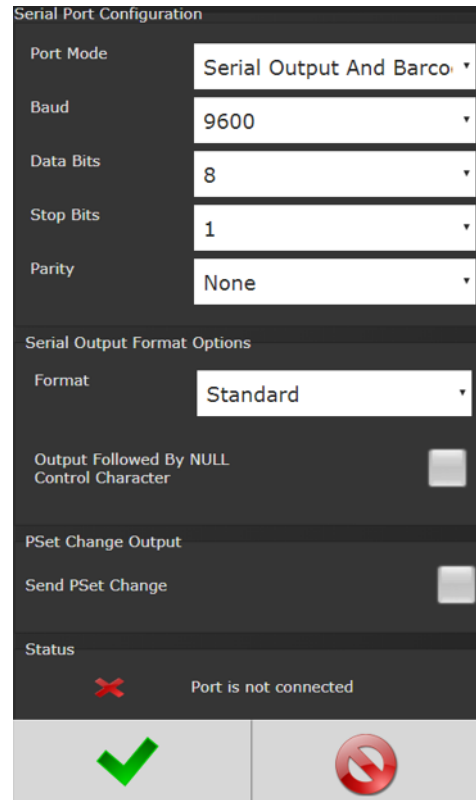 Serial Port Configuration
Port Mode
Serial Output And Barco
Baud
9600
Data Bits
8
Stop Bits
1
Parity
None
Serial Output Format Options
Format
Standard
Output Followed By NULL
Control Character
PSet Change Output
Send PSet Change
Status
Port is not connected